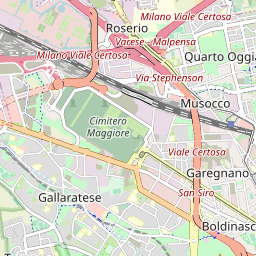 Milano Viale Certosa
Roserio
Varese - Malpensa
Milano Viale Certosa
Quarto Oggia
Via Stephenson
Musocco
Cimitero
Maggiore
Viale Certosa
Garegnano
San
Siro
Gallaratese
Boldinasc
T